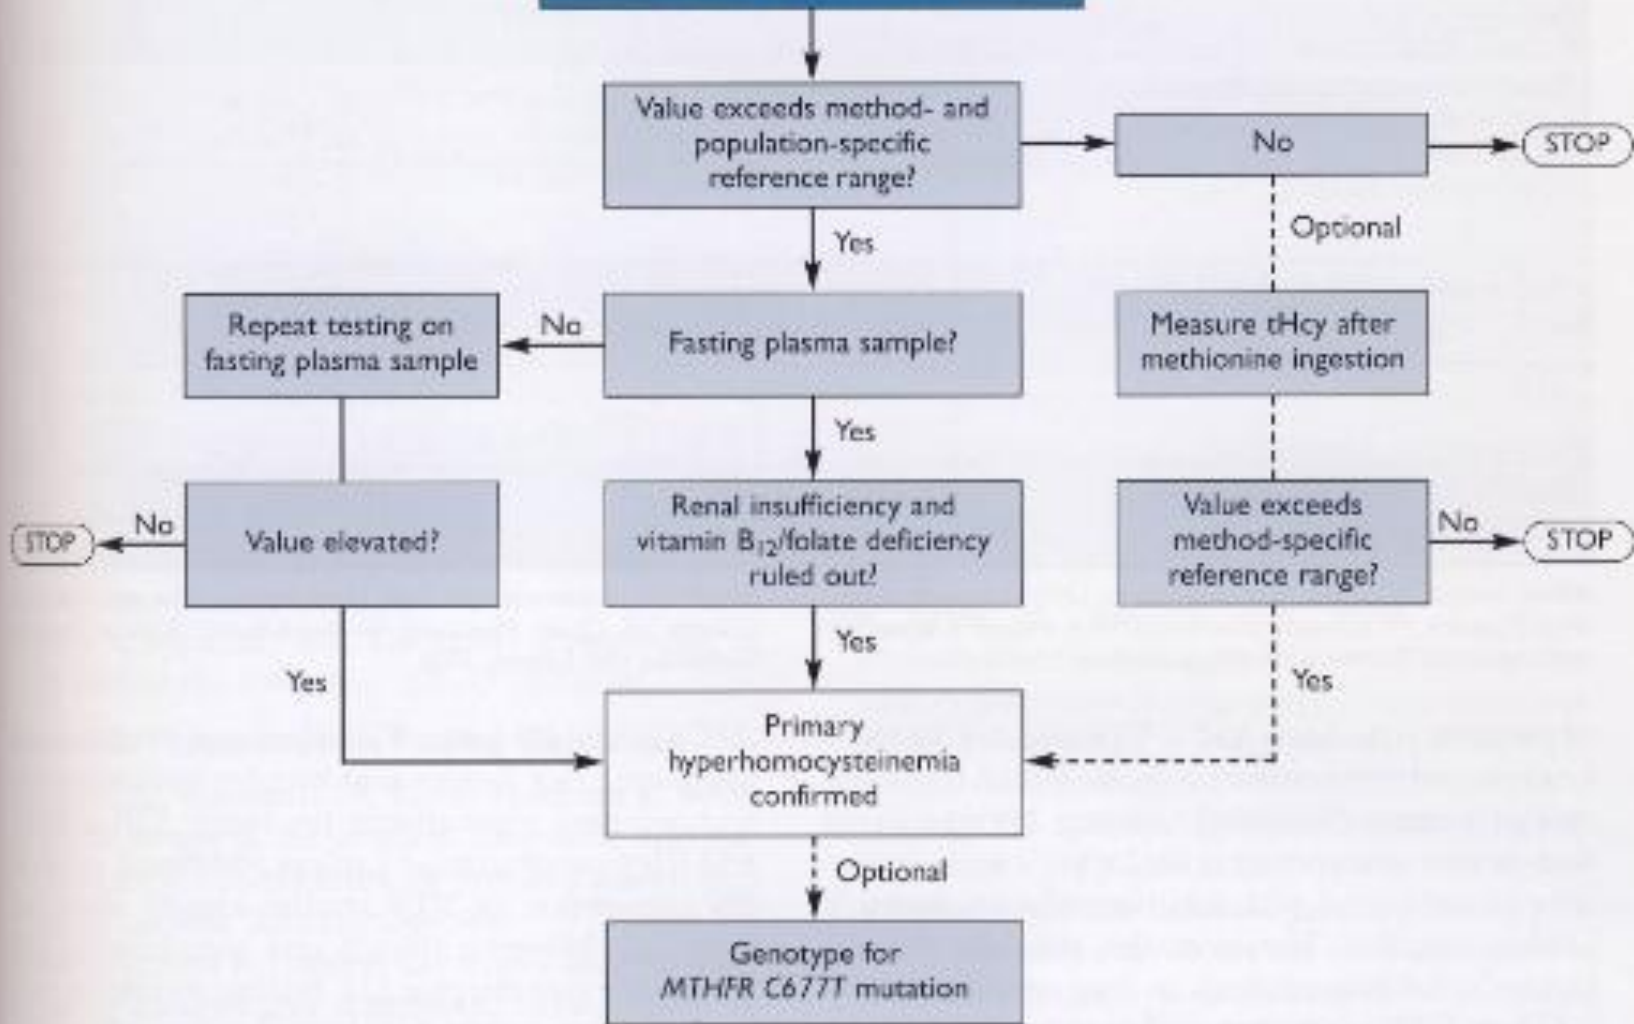 Value exceeds method- and
population-specific
reference range?
No
STOP
Optional
Yes
Repeat testing on
fasting plasma sample
No
Fasting plasma sample?
Measure tHcy after
methionine ingestion
Yes
STOP
No
Value elevated?
Renal insufficiency and
vitamin B₁₂/folate deficiency
ruled out?
Value exceeds
method-specific
reference range?
No
STOP
Yes
Yes
Yes
Primary
hyperhomocysteinemia
confirmed
Optional
Genotype for
MTHFR C677T mutation